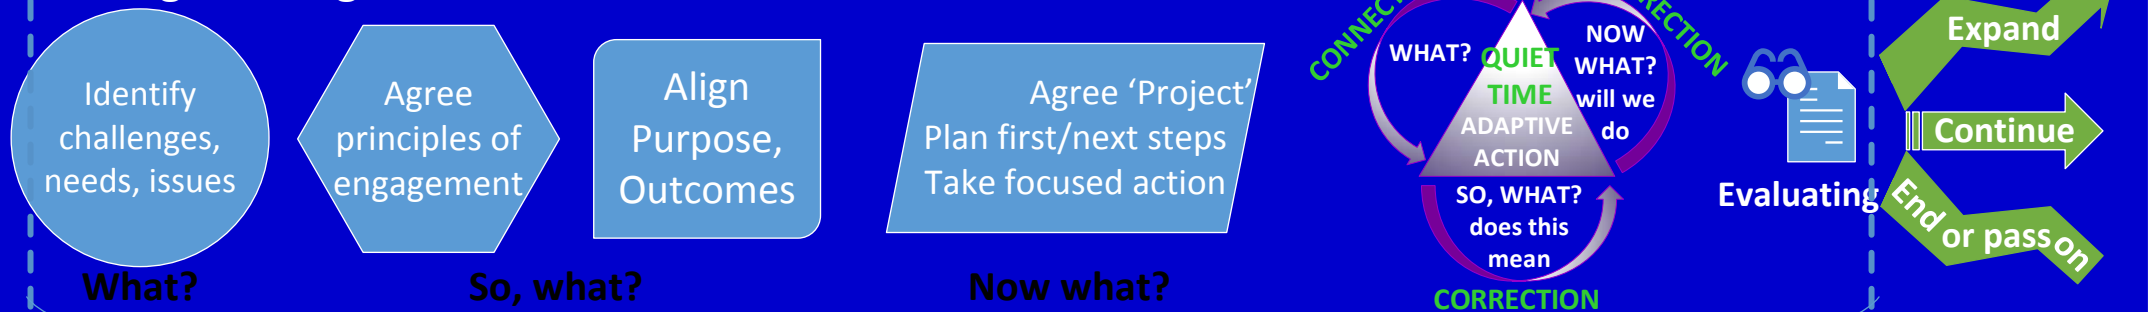 Identify
challenges,
needs, issues
What?
Agree
principles of
engagement
Align
Purpose,
Outcomes
So, what?
Agree ‘Project’
Plan first/next steps
Take focused action
Now what?
WHAT?
QUIET
TIME
ADAPTIVE
ACTION
NOW
WHAT?
will we
do
SO, WHAT?
does this
mean
CORRECTION
Evaluating
Expand
Continue
End or pass on